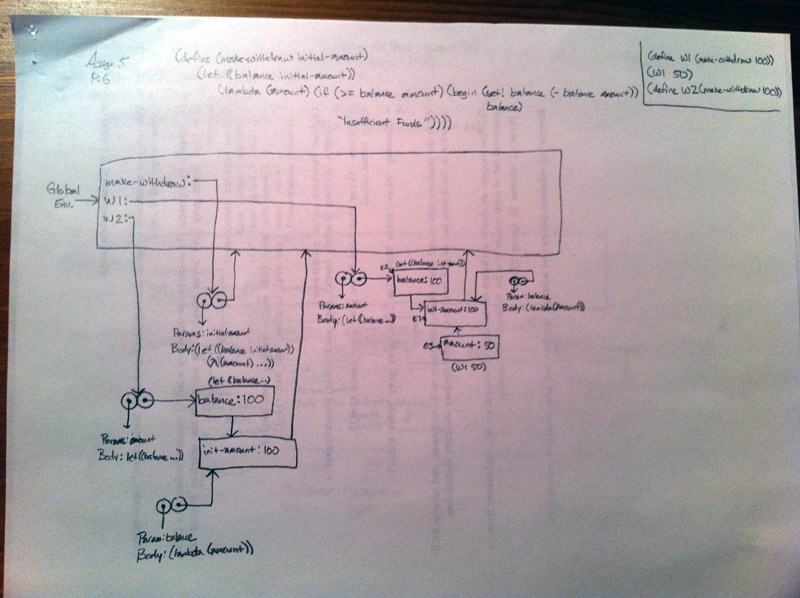 Assgn. 5
P.6
(define (make-withdraw initial-amount)
(let ((balance initial-amount))
(lambda (amount) (if (>= balance amount) (begin (set! balance (- balance amount))
balance)
"Insufficient Funds"))))
(define W1 (make-withdraw 100))
(W1 50)
(define W2 (make-withdraw 100))
Global
Env.
make-withdraw:
W1:
W2:
Params: initial-amount
Body: (let ((balance initial-amount))
(λ(amount) ...))
E2
(let ((balance init-amount))
balance: 100
Params: amount
Body: (let ((balance...))
init-amount: 100
E1
Param: balance
Body: (lambda (amount))
E3
amount: 50
(W1 50)
(let ((balance...)
balance: 100
Params: amount
Body: let((balance...))
init-amount: 100
Param: balance
Body: (lambda (amount))